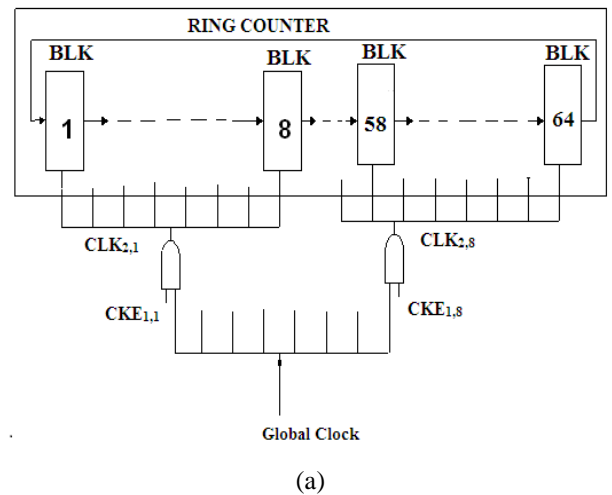 RING COUNTER
BLK BLK BLK BLK
1 8 58 64
CLK2,1 CLK2,8
CKE1,1 CKE1,8
Global Clock
(a)